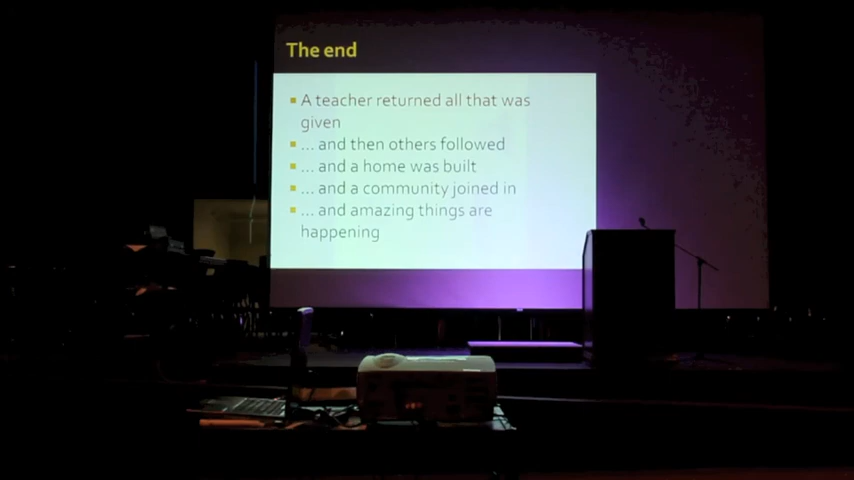 The end
A teacher returned all that was
given
... and then others followed
... and a home was built
... and a community joined in
... and amazing things are
happening